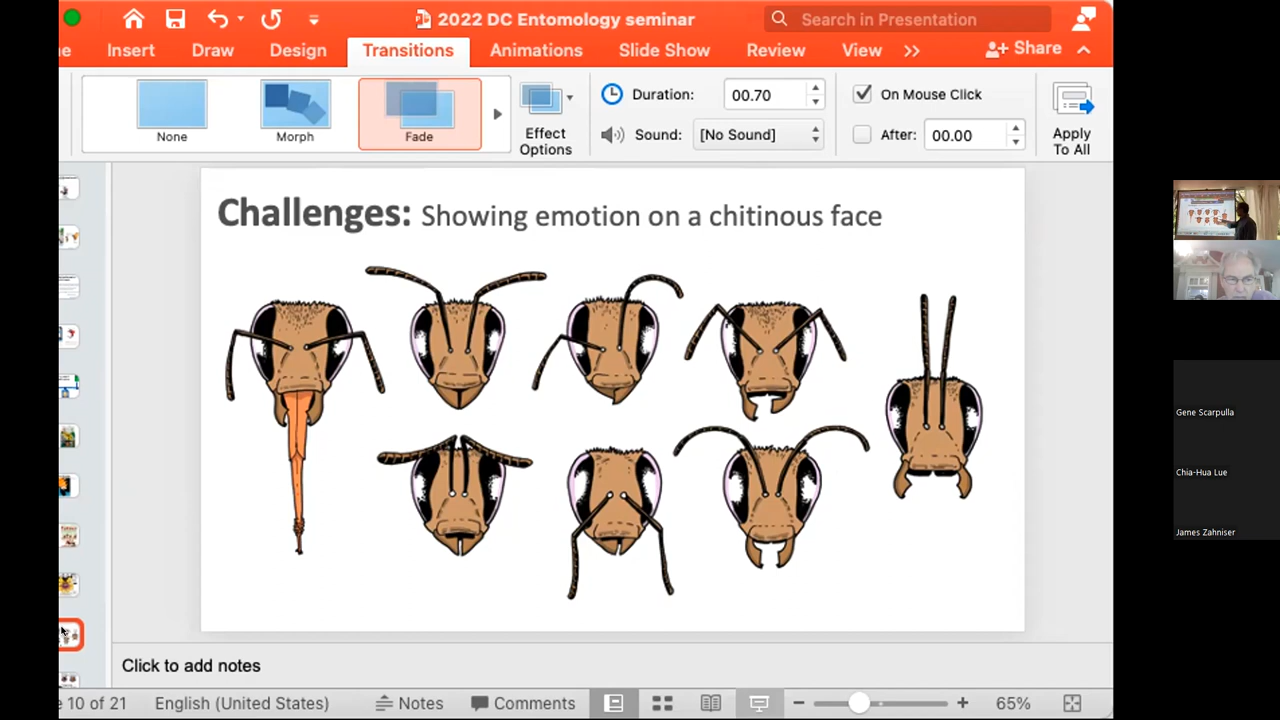 2022 DC Entomology seminar
Search in Presentation
Insert
Draw
Design
Transitions
Animations
Slide Show
Review
View
>>
Share
None
Morph
Fade
Effect
Options
Duration:
00.70
Sound:
[No Sound]
On Mouse Click
After:
00.00
Apply
To All
Challenges: Showing emotion on a chitinous face
Gene Scarpulla
Chia-Hua Lue
James Zahniser
Click to add notes
10 of 21
English (United States)
Notes
Comments
65%